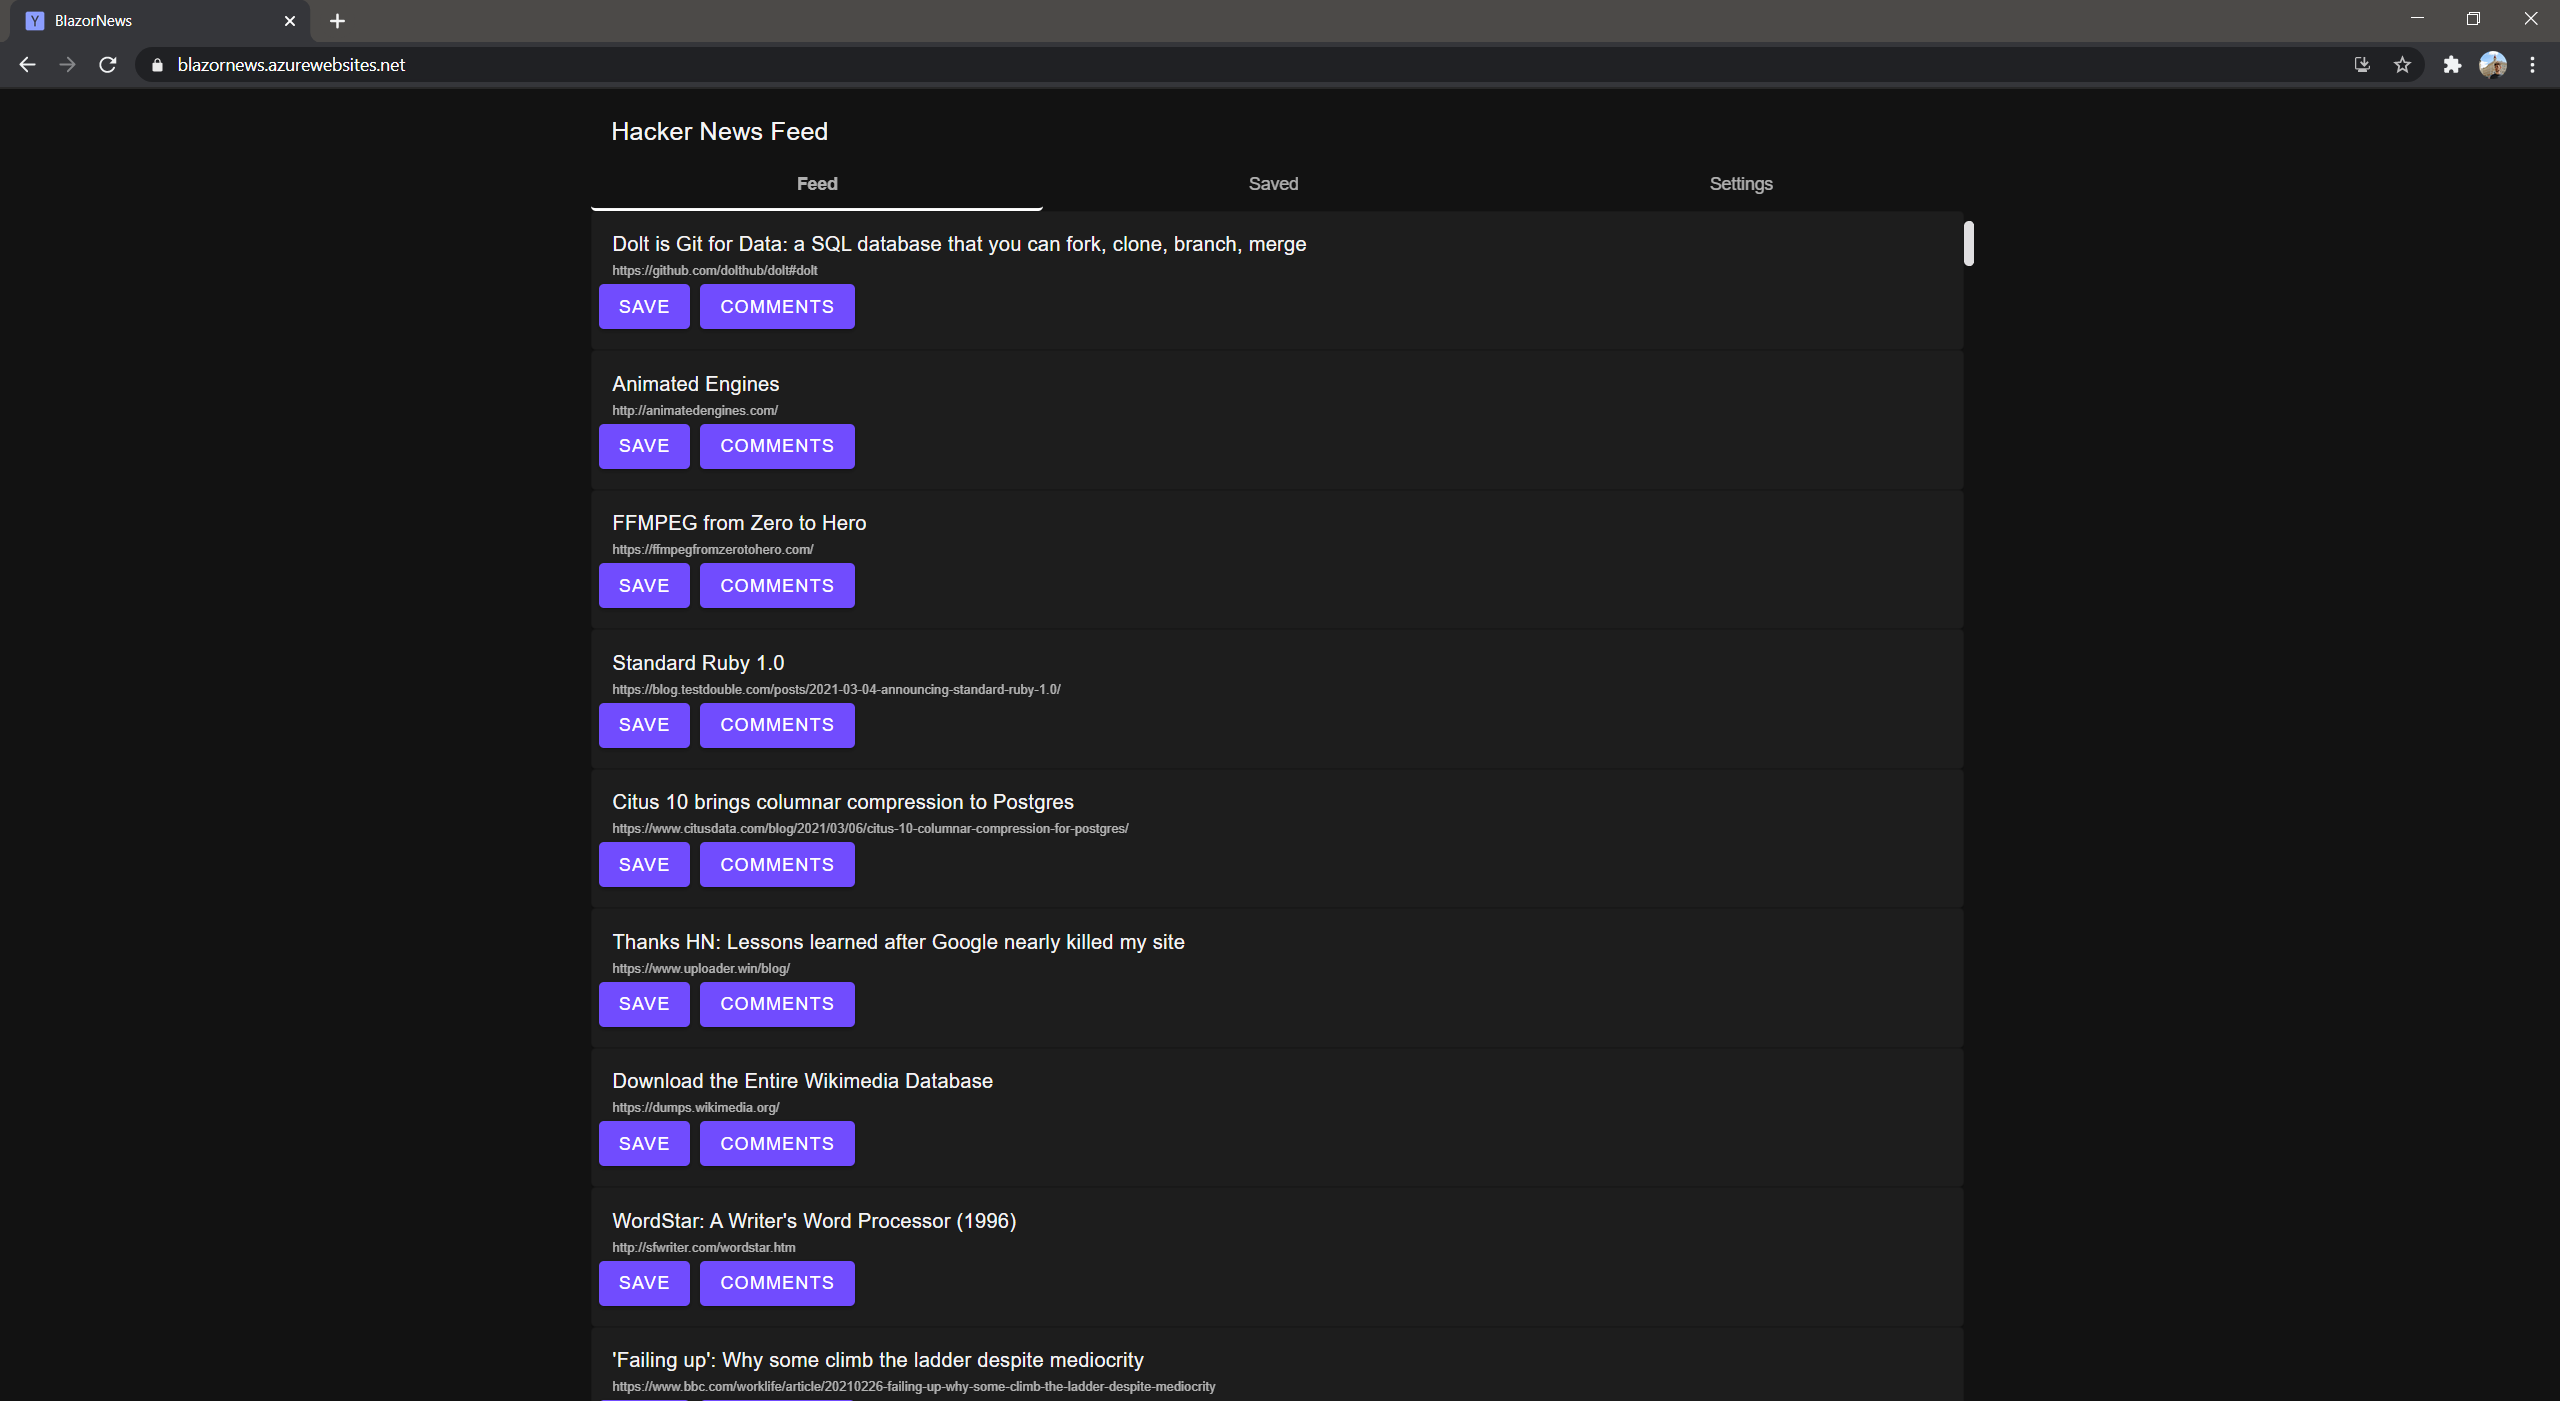 BlazorNews
blazornews.azurewebsites.net
Hacker News Feed
Feed Saved Settings
Dolt is Git for Data: a SQL database that you can fork, clone, branch, merge
https://github.com/dolthub/dolt#dolt
SAVE COMMENTS
Animated Engines
http://animatedengines.com/
SAVE COMMENTS
FFMPEG from Zero to Hero
https://ffmpegfromzerotohero.com/
SAVE COMMENTS
Standard Ruby 1.0
https://blog.testdouble.com/posts/2021-03-04-announcing-standard-ruby-1.0/
SAVE COMMENTS
Citus 10 brings columnar compression to Postgres
https://www.citusdata.com/blog/2021/03/06/citus-10-columnar-compression-for-postgres/
SAVE COMMENTS
Thanks HN: Lessons learned after Google nearly killed my site
https://www.uploader.win/blog/
SAVE COMMENTS
Download the Entire Wikimedia Database
https://dumps.wikimedia.org/
SAVE COMMENTS
WordStar: A Writer's Word Processor (1996)
http://sfwriter.com/wordstar.htm
SAVE COMMENTS
'Failing up': Why some climb the ladder despite mediocrity
https://www.bbc.com/worklife/article/20210226-failing-up-why-some-climb-the-ladder-despite-mediocrity